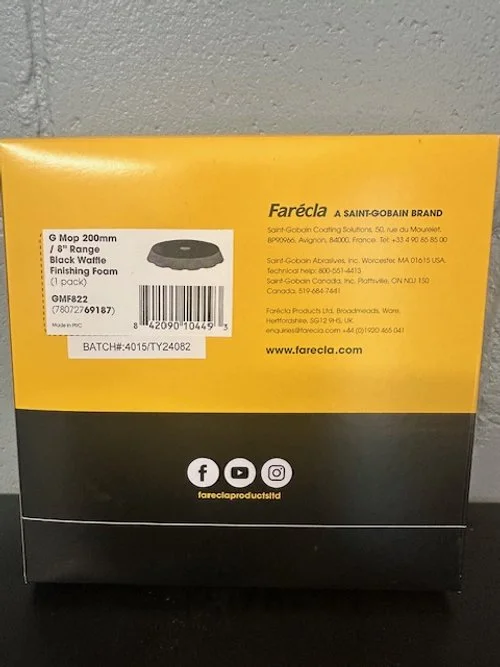 G Mop 200mm
/ 8" Range
Black Waffle
Finishing Foam
(1 pack)
GMF822
(78072769187)
Made in PRC
8 42090 10449 3
BATCH#:4015/TY24082
Farécla A SAINT-GOBAIN BRAND
Saint-Gobain Coating Solutions, 50, rue du Mourelet,
BP90966, Avignon, 84000, France. Tel: +33 4 90 85 85 00
Saint-Gobain Abrasives, Inc. Worcester, MA 01615 USA,
Technical help: 800-551-4415
Saint-Gobain Canada, Inc. Plattsville, ON N0J 1S0
Canada, 519-684-7441
Farécla Products Ltd. Broadmeads, Ware,
Hertfordshire, SG12 9HS, UK
enquiries@farecla.com +44 (0)1920 465 041
www.farecla.com
f
fareclaproductsltd